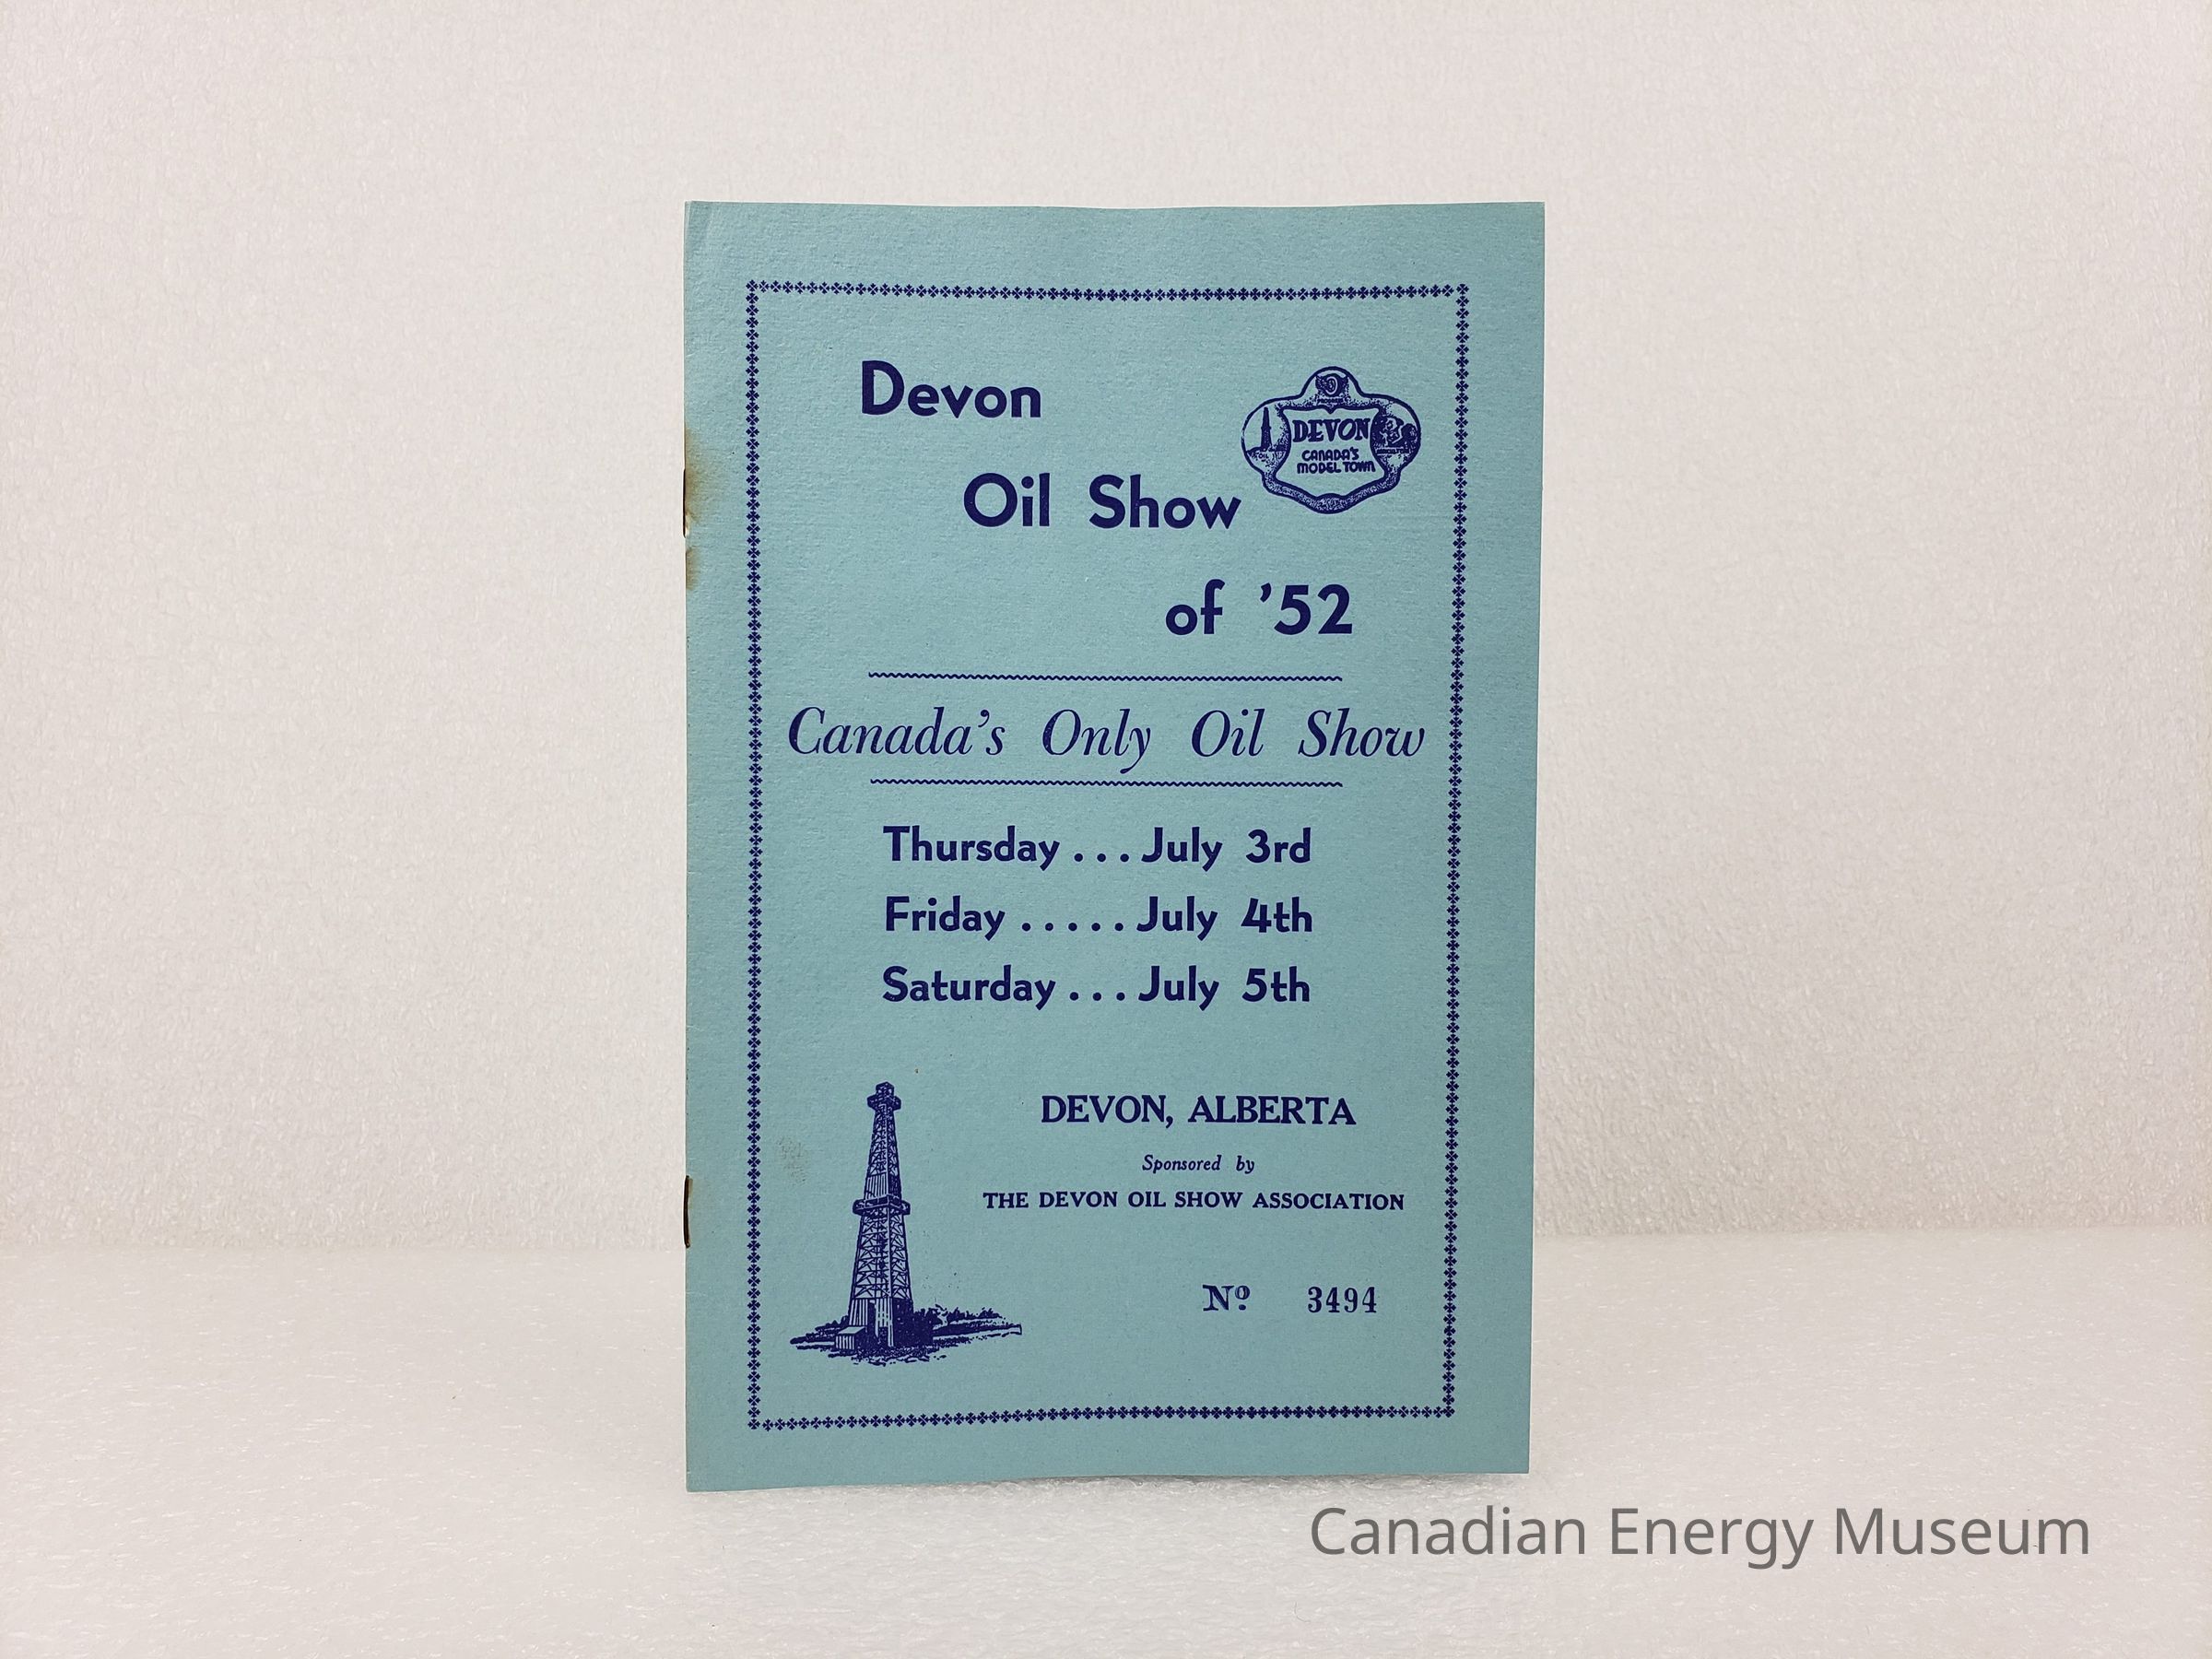 Devon
Oil Show
of '52
DEVON
CANADA'S
MODEL TOWN
Canada's Only Oil Show
Thursday . . . July 3rd
Friday . . . . . July 4th
Saturday . . . July 5th
DEVON, ALBERTA
Sponsored by
THE DEVON OIL SHOW ASSOCIATION
Nº 3494
Canadian Energy Museum